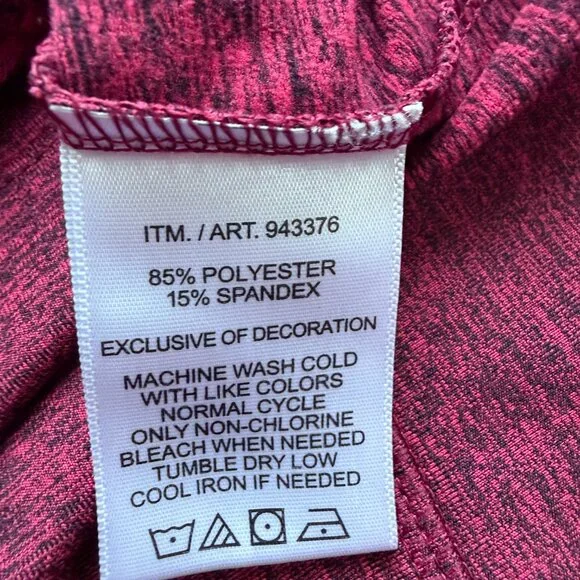 ITM. / ART. 943376
85% POLYESTER
15% SPANDEX
EXCLUSIVE OF DECORATION
MACHINE WASH COLD
WITH LIKE COLORS
NORMAL CYCLE
ONLY NON-CHLORINE
BLEACH WHEN NEEDED
TUMBLE DRY LOW
COOL IRON IF NEEDED